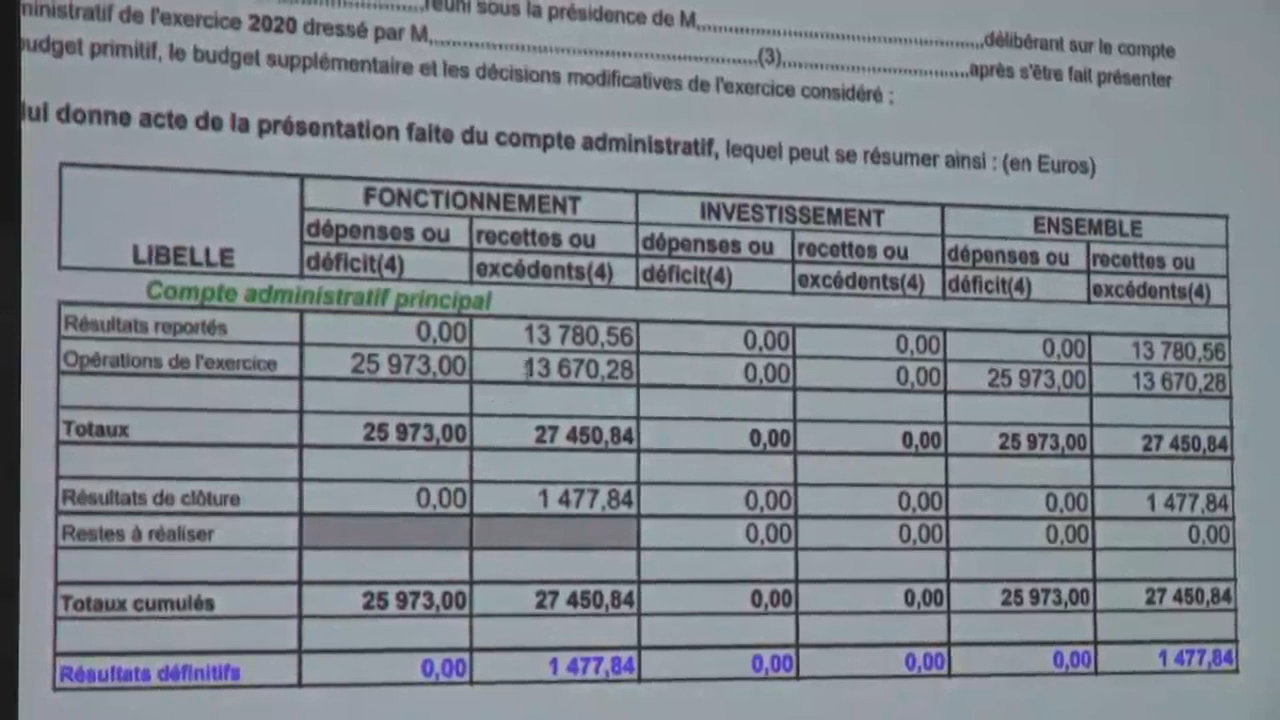 réuni sous la présidence de M..........................................délibérant sur le compte
ministratif de l'exercice 2020 dressé par M..................................................(3)............................après s'être fait présenter
budget primitif, le budget supplémentaire et les décisions modificatives de l'exercice considéré ;
lui donne acte de la présentation faite du compte administratif, lequel peut se résumer ainsi : (en Euros)
FONCTIONNEMENT INVESTISSEMENT ENSEMBLE
LIBELLE dépenses ou déficit(4) recettes ou excédents(4) dépenses ou déficit(4) recettes ou excédents(4) dépenses ou déficit(4) recettes ou excédents(4)
Compte administratif principal
Résultats reportés 0,00 13 780,56 0,00 0,00 0,00 13 780,56
Opérations de l'exercice 25 973,00 13 670,28 0,00 0,00 25 973,00 13 670,28
Totaux 25 973,00 27 450,84 0,00 0,00 25 973,00 27 450,84
Résultats de clôture 0,00 1 477,84 0,00 0,00 0,00 1 477,84
Restes à réaliser 0,00 0,00 0,00 0,00
Totaux cumulés 25 973,00 27 450,84 0,00 0,00 25 973,00 27 450,84
Résultats définitifs 0,00 1 477,84 0,00 0,00 0,00 1 477,84